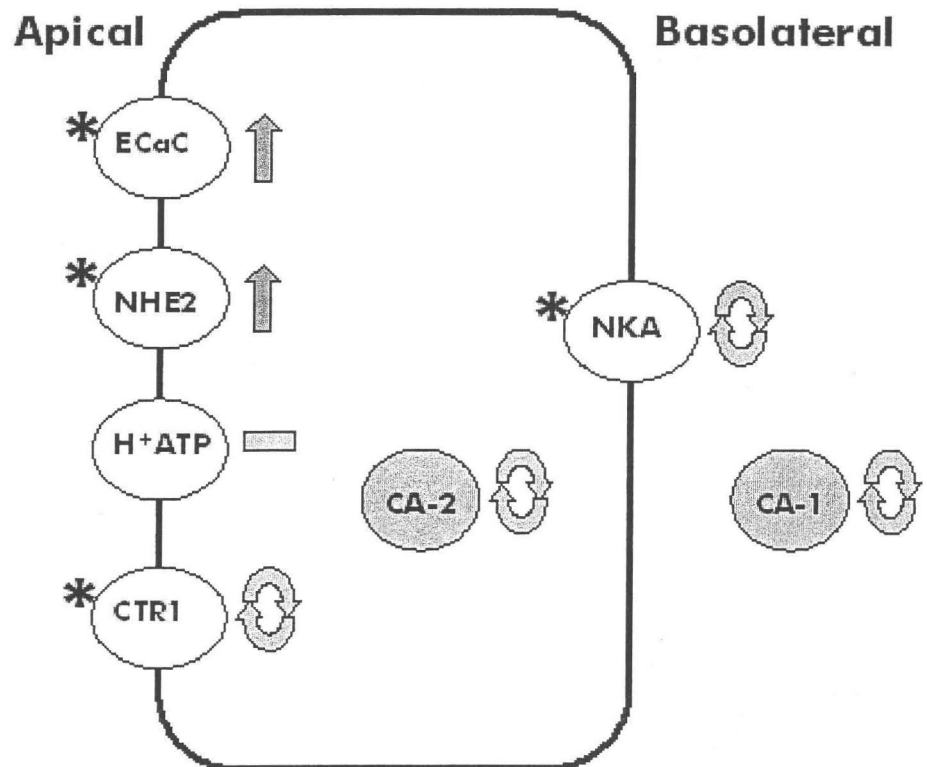 Apical
Basolateral
* ECaC
* NHE2
* NKA
H+ATP
CA-2
CA-1
* CTR1